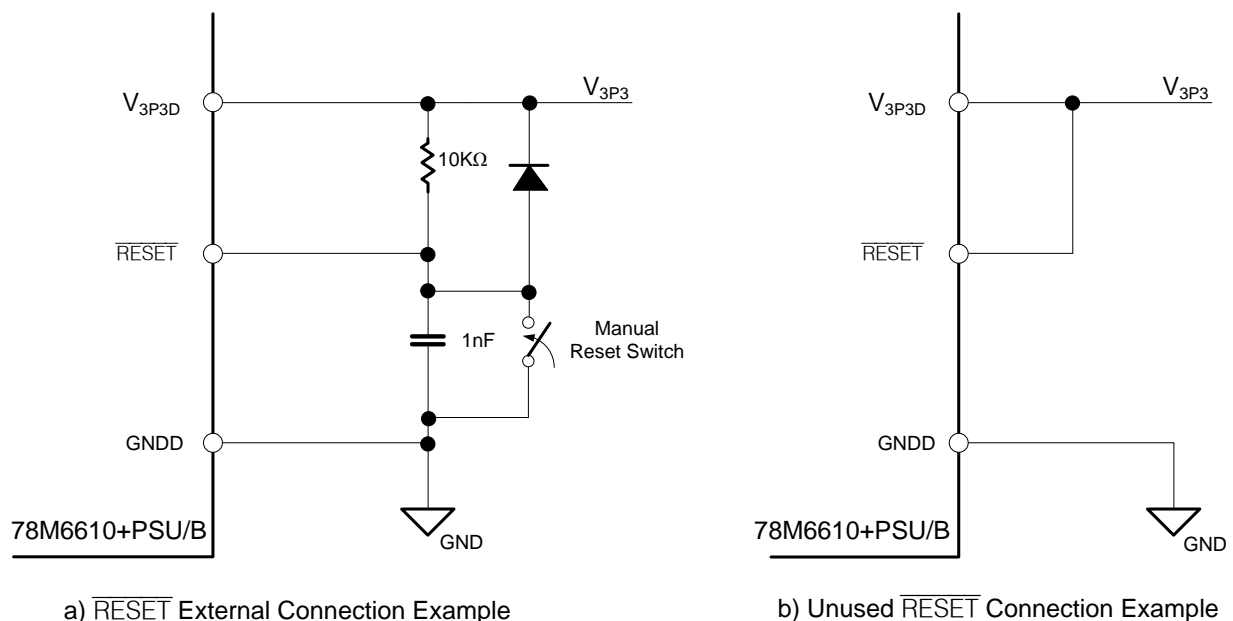 V3P3D
V3P3
10KΩ
RESET
1nF
Manual
Reset Switch
GNDD
78M6610+PSU/B
GND
a) RESET External Connection Example
V3P3D
V3P3
RESET
GNDD
78M6610+PSU/B
GND
b) Unused RESET Connection Example